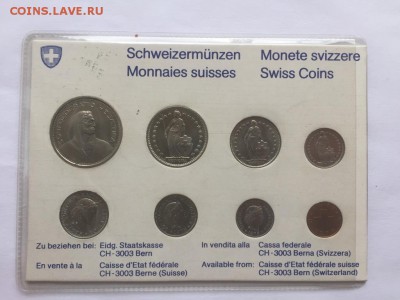 COINS.ЛАВЕ.РУ
Schweizermünzen Monete svizzere
Monnaies suisses Swiss Coins
Zu beziehen bei: Eidg. Staatskasse
CH-3003 Bern
In vendita alla Cassa federale
CH-3003 Berna (Svizzera)
En vente à la Caisse d'Etat fédérale
CH-3003 Berne (Suisse)
Available from: Caisse d'Etat fédérale suisse
CH-3003 Bern (Switzerland)